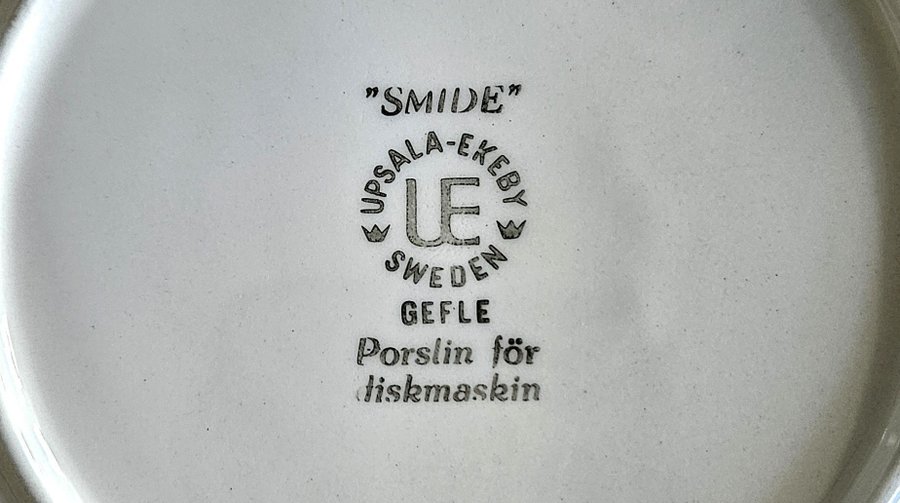 "SMIDE"
UPSALA-EKEBY
UE
SWEDEN
GEFLE
Porslin för
diskmaskin